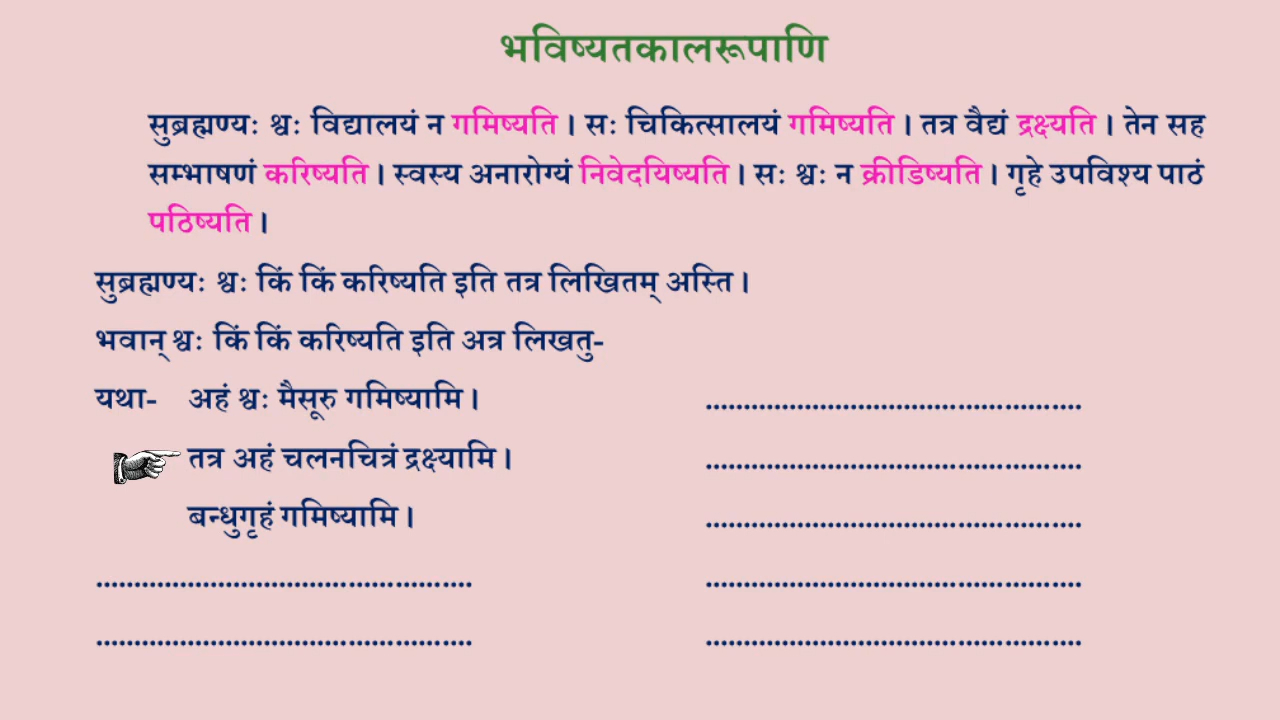 भविष्यतकालरूपाणि
सुब्रह्मण्यः श्वः विद्यालयं न गमिष्यति । सः चिकित्सालयं गमिष्यति । तत्र वैद्यं द्रक्ष्यति । तेन सह
सम्भाषणं करिष्यति । स्वस्य अनारोग्यं निवेदयिष्यति । सः श्वः न क्रीडिष्यति । गृहे उपविश्य पाठं
पठिष्यति ।
सुब्रह्मण्यः श्वः किं किं करिष्यति इति तत्र लिखितम् अस्ति ।
भवान् श्वः किं किं करिष्यति इति अत्र लिखतु-
यथा- अहं श्वः मैसूरु गमिष्यामि । ................................................
तत्र अहं चलनचित्रं द्रक्ष्यामि । ................................................
बन्धुगृहं गमिष्यामि । ................................................
................................................ ................................................
................................................ ................................................